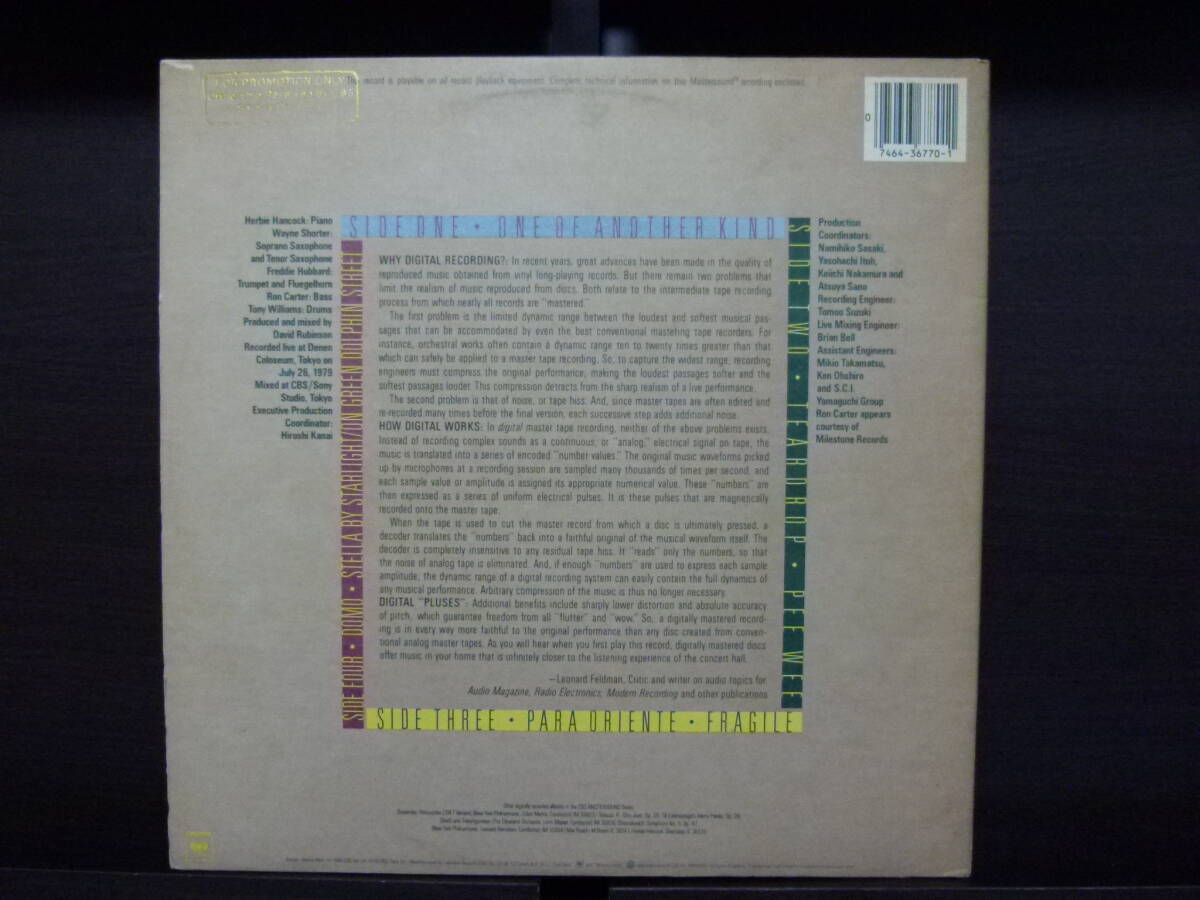 FOR PROMOTION ONLY
This record is playable on all record playback equipment. Complete technical information on this Mastersound® recording enclosed.
0
7464-36770-1
Herbie Hancock: Piano
Wayne Shorter:
Soprano Saxophone
and Tenor Saxophone
Freddie Hubbard:
Trumpet and Fluegelhorn
Ron Carter: Bass
Tony Williams: Drums
Produced and mixed by
David Rubinson
Recorded live at Denen
Coloseum, Tokyo on
July 26, 1979
Mixed at CBS/Sony
Studio, Tokyo
Executive Production
Coordinator:
Hiroshi Kanai
SIDE ONE • ONE OF ANOTHER KIND
SIDE TWO • TEARDROP • PEE WEE
SIDE THREE • PARA ORIENTE • FRAGILE
SIDE FOUR • DOMO • STELLA BY STARLIGHT/ON GREEN DOLPHIN STREET
WHY DIGITAL RECORDING?: In recent years, great advances have been made in the quality of
reproduced music obtained from vinyl long-playing records. But there remain two problems that
limit the realism of music reproduced from discs. Both relate to the intermediate tape recording
process from which nearly all records are "mastered."
The first problem is the limited dynamic range between the loudest and softest musical pas-
sages that can be accommodated by even the best conventional mastering tape recorders. For
instance, orchestral works often contain a dynamic range ten to twenty times greater than that
which can safely be applied to a master tape recording. So, to capture the widest range, recording
engineers must compress the original performance, making the loudest passages softer and the
softest passages louder. This compression detracts from the sharp realism of a live performance.
The second problem is that of noise, or tape hiss. And, since master tapes are often edited and
re-recorded many times before the final version, each successive step adds additional noise.
HOW DIGITAL WORKS: In digital master tape recording, neither of the above problems exists.
Instead of recording complex sounds as a continuous, or "analog," electrical signal on tape, the
music is translated into a series of encoded "number values." The original music waveforms picked
up by microphones at a recording session are sampled many thousands of times per second, and
each sample value or amplitude is assigned its appropriate numerical value. These "numbers" are
then expressed as a series of uniform electrical pulses. It is these pulses that are magnetically
recorded onto the master tape.
When the tape is used to cut the master record from which a disc is ultimately pressed, a
decoder translates the "numbers" back into a faithful original of the musical waveform itself. The
decoder is completely insensitive to any residual tape hiss. It "reads" only the numbers, so that
the noise of analog tape is eliminated. And, if enough "numbers" are used to express each sample
amplitude, the dynamic range of a digital recording system can easily contain the full dynamics of
any musical performance. Arbitrary compression of the music is thus no longer necessary.
DIGITAL "PLUSES": Additional benefits include sharply lower distortion and absolute accuracy
of pitch, which guarantee freedom from all "flutter" and "wow." So, a digitally mastered record-
ing is in every way more faithful to the original performance than any disc created from conven-
tional analog master tapes. As you will hear when you first play this record, digitally mastered discs
offer music in your home that is infinitely closer to the listening experience of the concert hall.
—Leonard Feldman, Critic and writer on audio topics for:
Audio Magazine, Radio Electronics, Modern Recording and other publications
Production
Coordinators:
Namihiko Sasaki,
Yasohachi Itoh,
Keiichi Nakamura and
Atsuya Sano
Recording Engineer:
Tomoo Suzuki
Live Mixing Engineer:
Brian Bell
Assistant Engineers:
Mikio Takamatsu,
Ken Ohshiro
and S.C.I.
Yamaguchi Group
Ron Carter appears
courtesy of
Milestone Records
Other digitally recorded albums in the CBS MASTERSOUND Series: